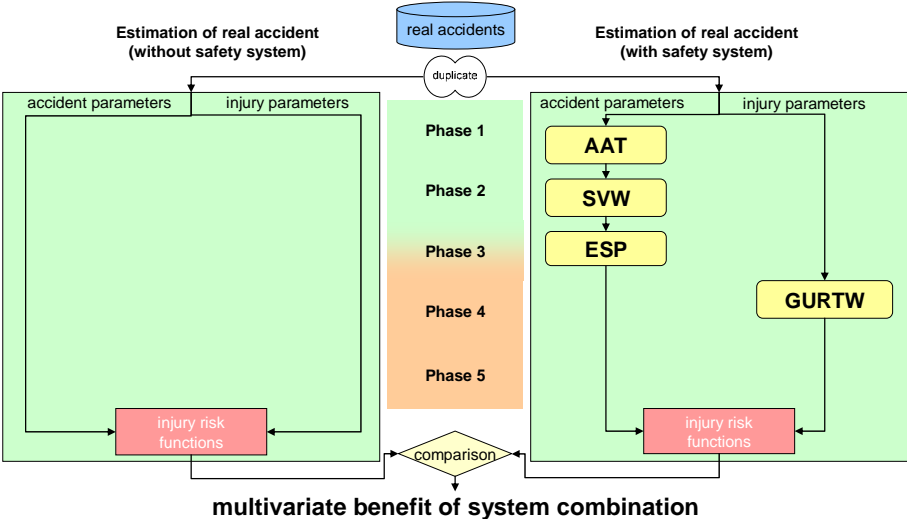 real accidents
Estimation of real accident
(without safety system)
Estimation of real accident
(with safety system)
duplicate
accident parameters
injury parameters
accident parameters
injury parameters
Phase 1
AAT
Phase 2
SVW
Phase 3
ESP
GURTW
Phase 4
Phase 5
injury risk
functions
injury risk
functions
comparison
multivariate benefit of system combination